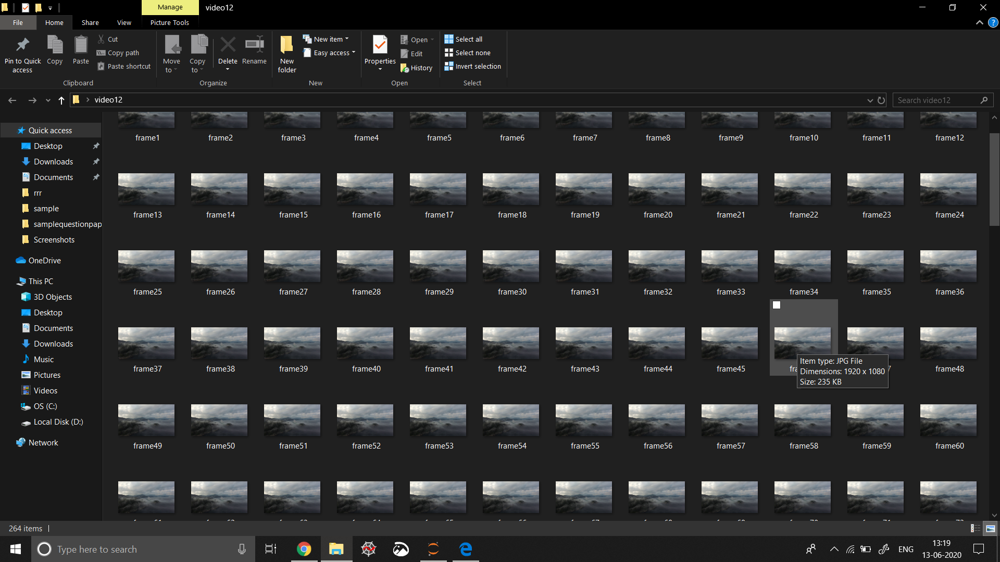 Manage
video12
File
Home
Share
View
Picture Tools
Pin to Quick access
Copy
Paste
Cut
Copy path
Paste shortcut
Clipboard
Move to
Copy to
Delete
Rename
Organize
New folder
New item
Easy access
New
Properties
Open
Edit
History
Open
Select all
Select none
Invert selection
Select
video12
Search video12
Quick access
Desktop
Downloads
Documents
rrr
sample
samplequestionpap
Screenshots
OneDrive
This PC
3D Objects
Desktop
Documents
Downloads
Music
Pictures
Videos
OS (C:)
Local Disk (D:)
Network
frame1 frame2 frame3 frame4 frame5 frame6 frame7 frame8 frame9 frame10 frame11 frame12
frame13 frame14 frame15 frame16 frame17 frame18 frame19 frame20 frame21 frame22 frame23 frame24
frame25 frame26 frame27 frame28 frame29 frame30 frame31 frame32 frame33 frame34 frame35 frame36
frame37 frame38 frame39 frame40 frame41 frame42 frame43 frame44 frame45 frame48
Item type: JPG File
Dimensions: 1920 x 1080
Size: 235 KB
frame49 frame50 frame51 frame52 frame53 frame54 frame55 frame56 frame57 frame58 frame59 frame60
264 items
Type here to search
ENG
13:19
13-06-2020